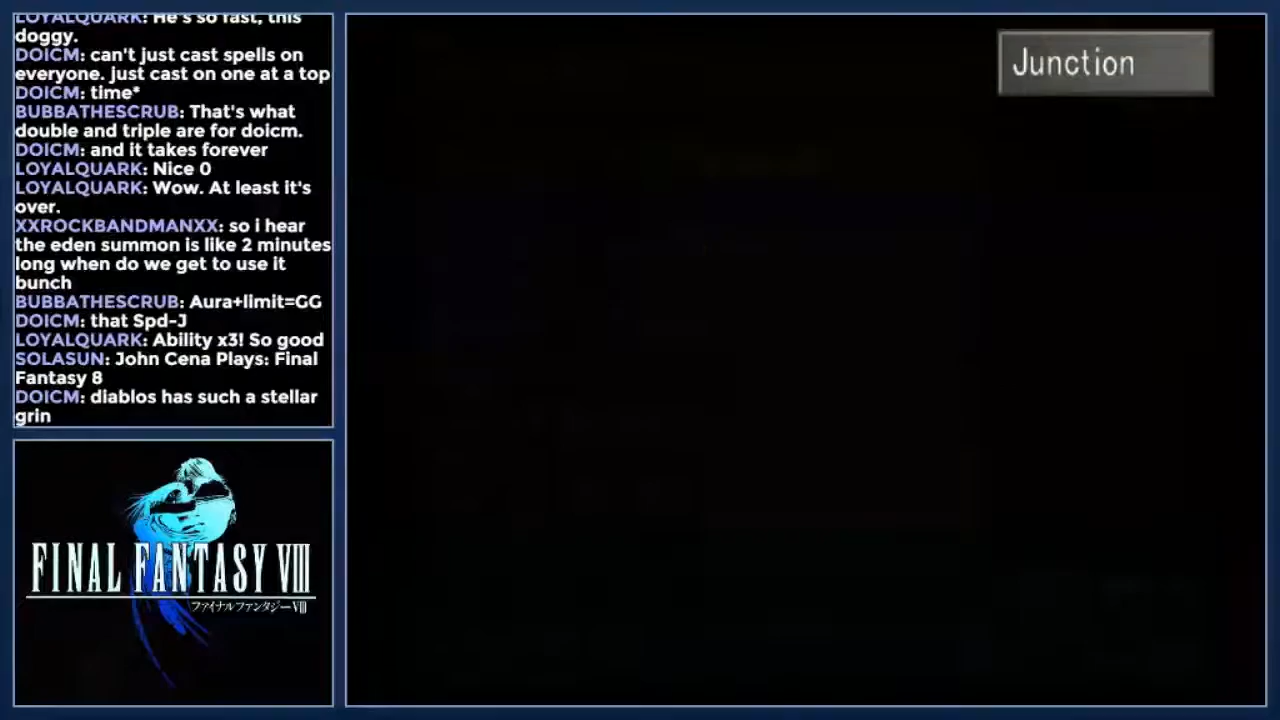 LOYALQUARK: He's so fast, this
doggy.
DOICM: can't just cast spells on
everyone. just cast on one at a top
DOICM: time*
BUBBATHESCRUB: That's what
double and triple are for doicm.
DOICM: and it takes forever
LOYALQUARK: Nice 0
LOYALQUARK: Wow. At least it's
over.
XXROCKBANDMANXX: so i hear
the eden summon is like 2 minutes
long when do we get to use it
bunch
BUBBATHESCRUB: Aura+limit=GG
DOICM: that Spd-J
LOYALQUARK: Ability x3! So good
SOLASUN: John Cena Plays: Final
Fantasy 8
DOICM: diablos has such a stellar
grin
Junction
FINAL FANTASY VIII
ファイナルファンタジーVIII